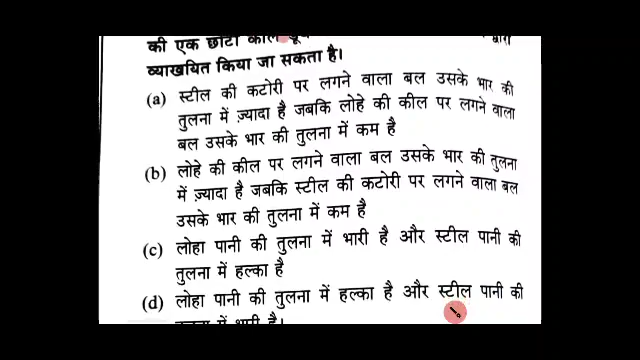 की एक छोटी कील
व्याखयित किया जा सकता है।
(a) स्टील की कटोरी पर लगने वाला बल उसके भार की
तुलना में ज़्यादा है जबकि लोहे की कील पर लगने वाला
बल उसके भार की तुलना में कम है
(b) लोहे की कील पर लगने वाला बल उसके भार की तुलना
में ज़्यादा है जबकि स्टील की कटोरी पर लगने वाला बल
उसके भार की तुलना में कम है
(c) लोहा पानी की तुलना में भारी है और स्टील पानी की
तुलना में हल्का है
(d) लोहा पानी की तुलना में हल्का है और स्टील पानी की